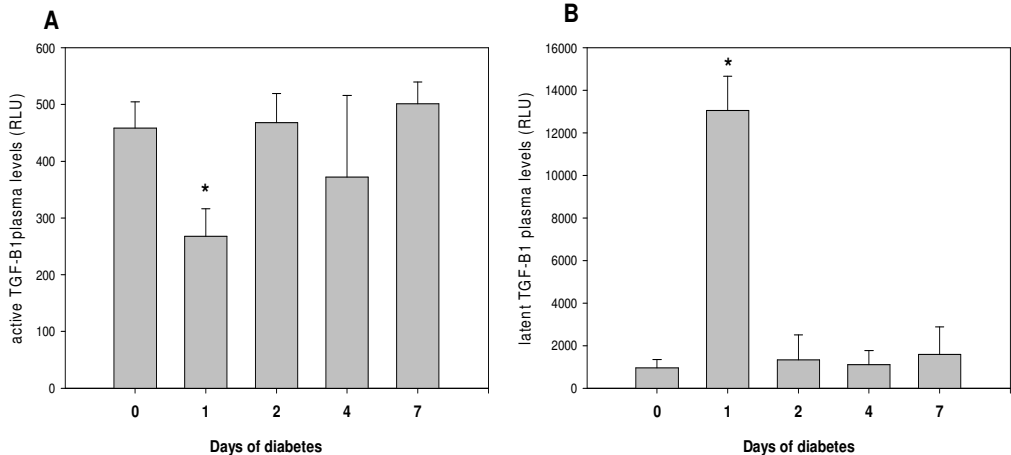 A
active TGF-B1plasma levels (RLU)
600
500
400
300
200
100
0
*
0 1 2 4 7
Days of diabetes
B
latent TGF-B1 plasma levels (RLU)
16000
14000
12000
10000
8000
6000
4000
2000
0
*
0 1 2 4 7
Days of diabetes